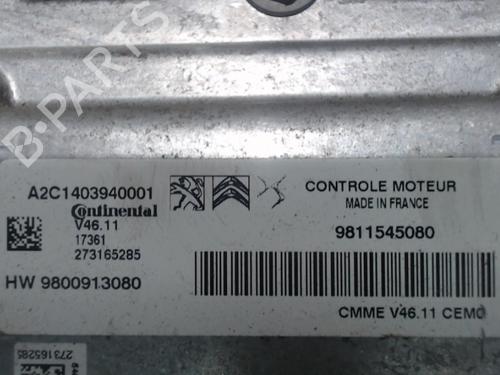 B-PARTS
A2C1403940001
Continental
V46.11
17361
273165285
HW 9800913080
CONTROLE MOTEUR
MADE IN FRANCE
9811545080
CMME V46.11 CEMO
273165285